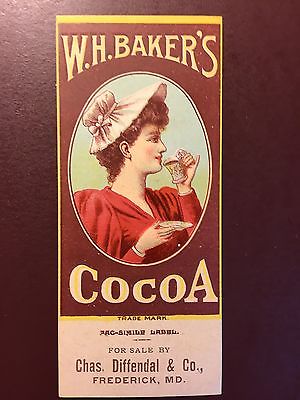 W.H.BAKER'S
COCOA
TRADE MARK.
FAC-SIMILE LABEL.
FOR SALE BY
Chas. Diffendal & Co.,
FREDERICK, MD.